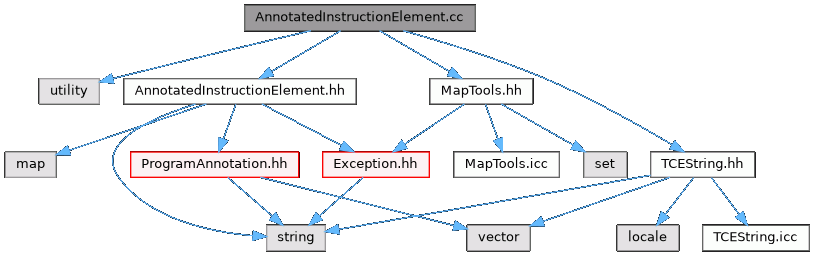 AnnotatedInstructionElement.cc
utility
AnnotatedInstructionElement.hh
MapTools.hh
map
ProgramAnnotation.hh
Exception.hh
MapTools.icc
set
TCEString.hh
string
vector
locale
TCEString.icc